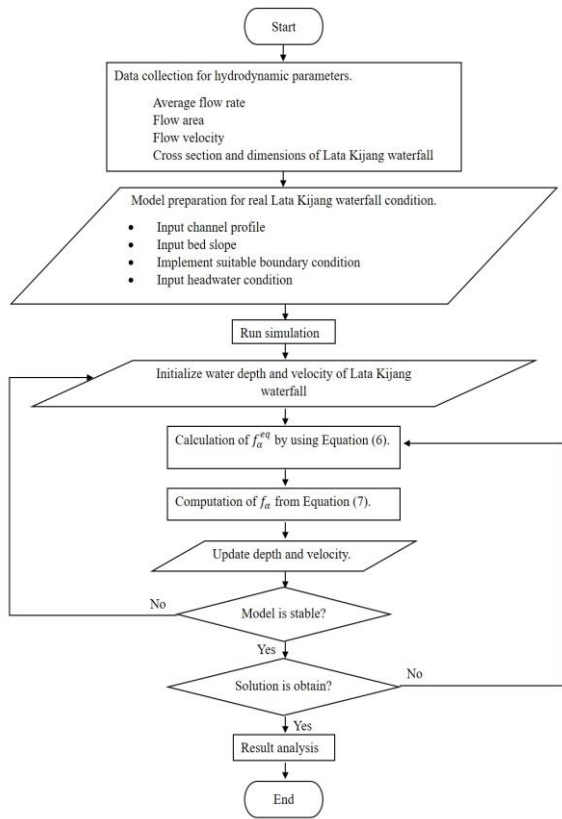 Start
Data collection for hydrodynamic parameters.
Average flow rate
Flow area
Flow velocity
Cross section and dimensions of Lata Kijang waterfall
Model preparation for real Lata Kijang waterfall condition.
• Input channel profile
• Input bed slope
• Implement suitable boundary condition
• Input headwater condition
Run simulation
Initialize water depth and velocity of Lata Kijang
waterfall
Calculation of $f_\alpha^{eq}$ by using Equation (6).
Computation of $f_\alpha$ from Equation (7).
Update depth and velocity.
No
Model is stable?
Yes
No
Solution is obtain?
Yes
Result analysis
End